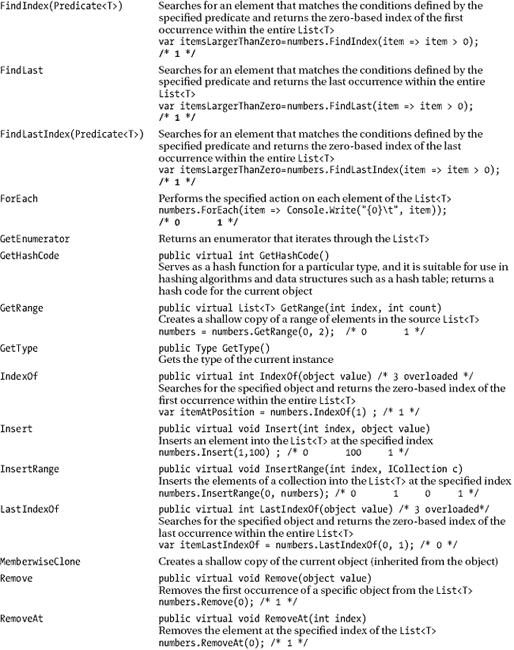 FindIndex(Predicate<T>) Searches for an element that matches the conditions defined by the
specified predicate and returns the zero-based index of the first
occurrence within the entire List<T>
var itemsLargerThanZero=numbers.FindIndex(item => item > 0);
/* 1 */
FindLast Searches for an element that matches the conditions defined by the
specified predicate and returns the last occurrence within the entire
List<T>
var itemsLargerThanZero=numbers.FindLast(item => item > 0);
/* 1 */
FindLastIndex(Predicate<T>) Searches for an element that matches the conditions defined by the
specified predicate and returns the zero-based index of the last
occurrence within the entire List<T>
var itemsLargerThanZero=numbers.FindLastIndex(item => item > 0);
/* 1 */
ForEach Performs the specified action on each element of the List<T>
numbers.ForEach(item => Console.Write("{0}\t", item));
/* 0 1 */
GetEnumerator Returns an enumerator that iterates through the List<T>
GetHashCode public virtual int GetHashCode()
Serves as a hash function for a particular type, and it is suitable for use in
hashing algorithms and data structures such as a hash table; returns a
hash code for the current object
GetRange public virtual List<T> GetRange(int index, int count)
Creates a shallow copy of a range of elements in the source List<T>
numbers = numbers.GetRange(0, 2); /* 0 1 */
GetType public Type GetType()
Gets the type of the current instance
IndexOf public virtual int IndexOf(object value) /* 3 overloaded */
Searches for the specified object and returns the zero-based index of the
first occurrence within the entire List<T>
var itemAtPosition = numbers.IndexOf(1) ; /* 1 */
Insert public virtual void Insert(int index, object value)
Inserts an element into the List<T> at the specified index
numbers.Insert(1,100) ; /* 0 100 1 */
InsertRange public virtual void InsertRange(int index, ICollection c)
Inserts the elements of a collection into the List<T> at the specified index
numbers.InsertRange(0, numbers); /* 0 1 0 1 */
LastIndexOf public virtual int LastIndexOf(object value) /* 3 overloaded*/
Searches for the specified object and returns the zero-based index of the
last occurrence within the entire List<T>
var itemLastIndexOf = numbers.LastIndexOf(0, 1); /* 0 */
MemberwiseClone Creates a shallow copy of the current object (inherited from the object)
Remove public virtual void Remove(object value)
Removes the first occurrence of a specific object from the List<T>
numbers.Remove(0); /* 1 */
RemoveAt public virtual void RemoveAt(int index)
Removes the element at the specified index of the List<T>
numbers.RemoveAt(0); /* 1 */